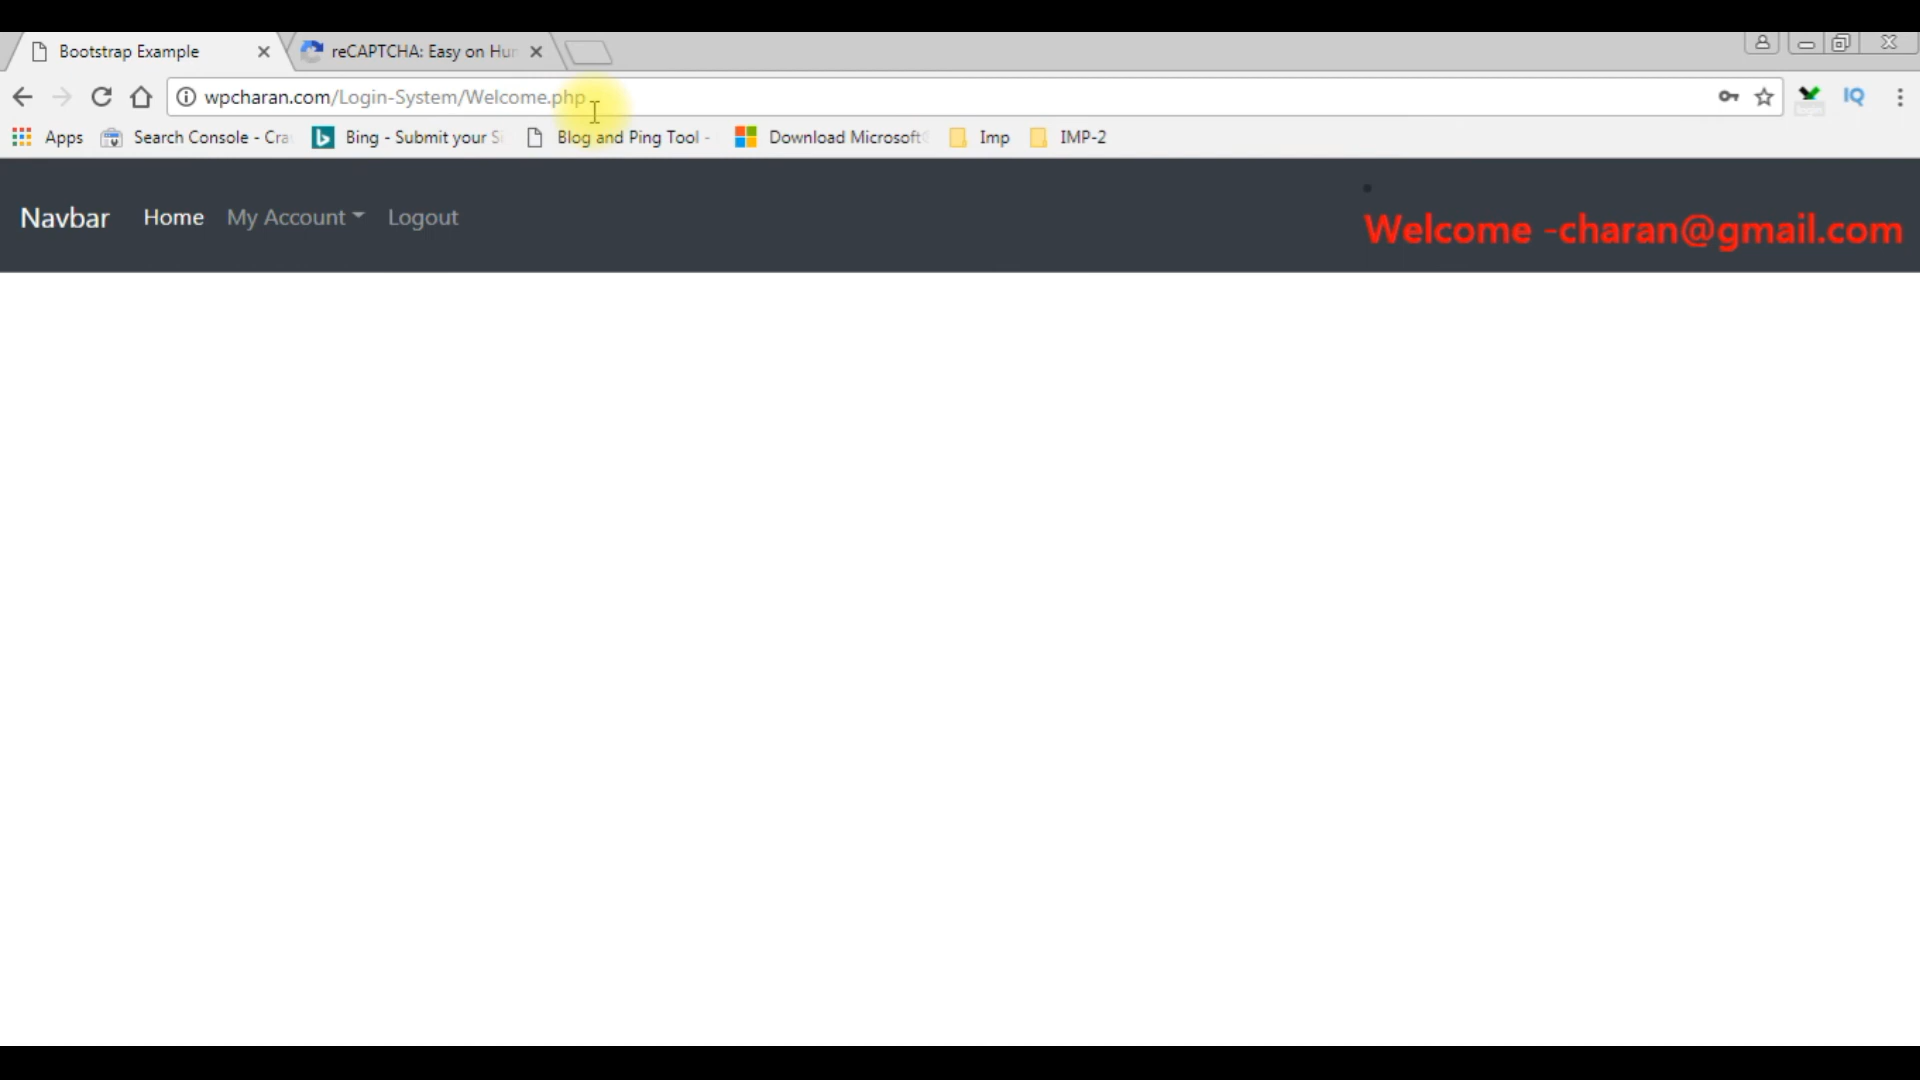 Bootstrap Example
reCAPTCHA: Easy on Hu
wpcharan.com/Login-System/Welcome.php
IQ
Apps
Search Console - Cra
Bing - Submit your S
Blog and Ping Tool -
Download Microsoft
Imp
IMP-2
Navbar
Home
My Account
Logout
Welcome -charan@gmail.com